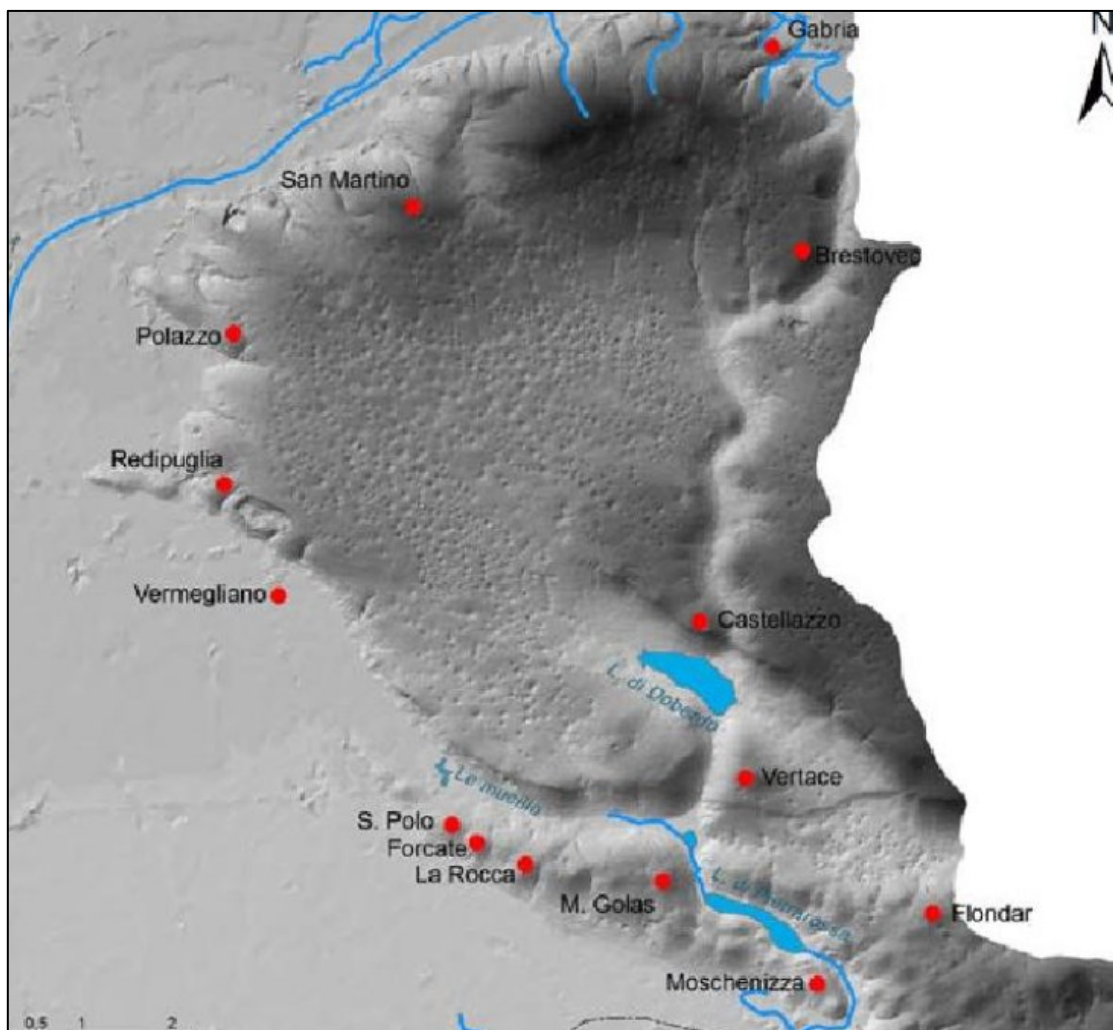 Gabria
N
San Martino
Brestovec
Polazzo
Redipuglia
Vermegliano
Castellazzo
L. di Doberdò
Vertace
Le mucille
S. Polo
Forcate
La Rocca
M. Golas
L. di Pietrarossa
Flondar
Moschenizza
0.5 1 2